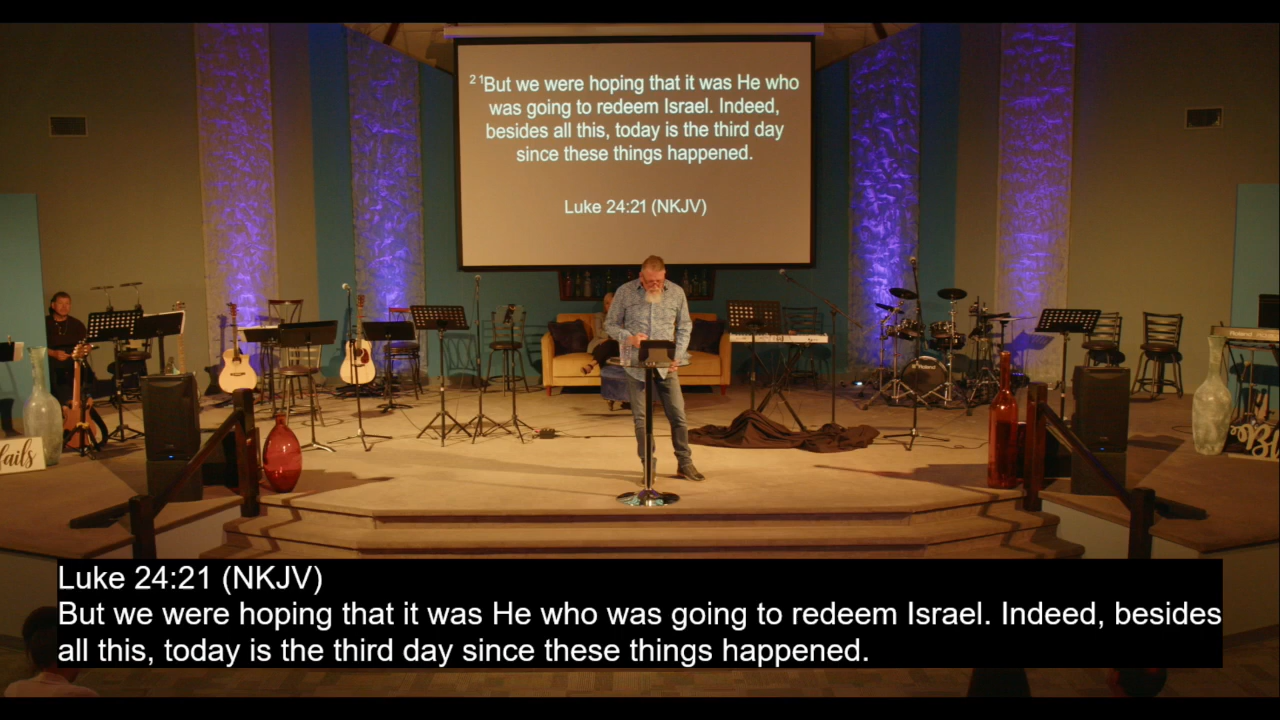 21But we were hoping that it was He who
was going to redeem Israel. Indeed,
besides all this, today is the third day
since these things happened.
Luke 24:21 (NKJV)
Roland
fails
Luke 24:21 (NKJV)
But we were hoping that it was He who was going to redeem Israel. Indeed, besides
all this, today is the third day since these things happened.